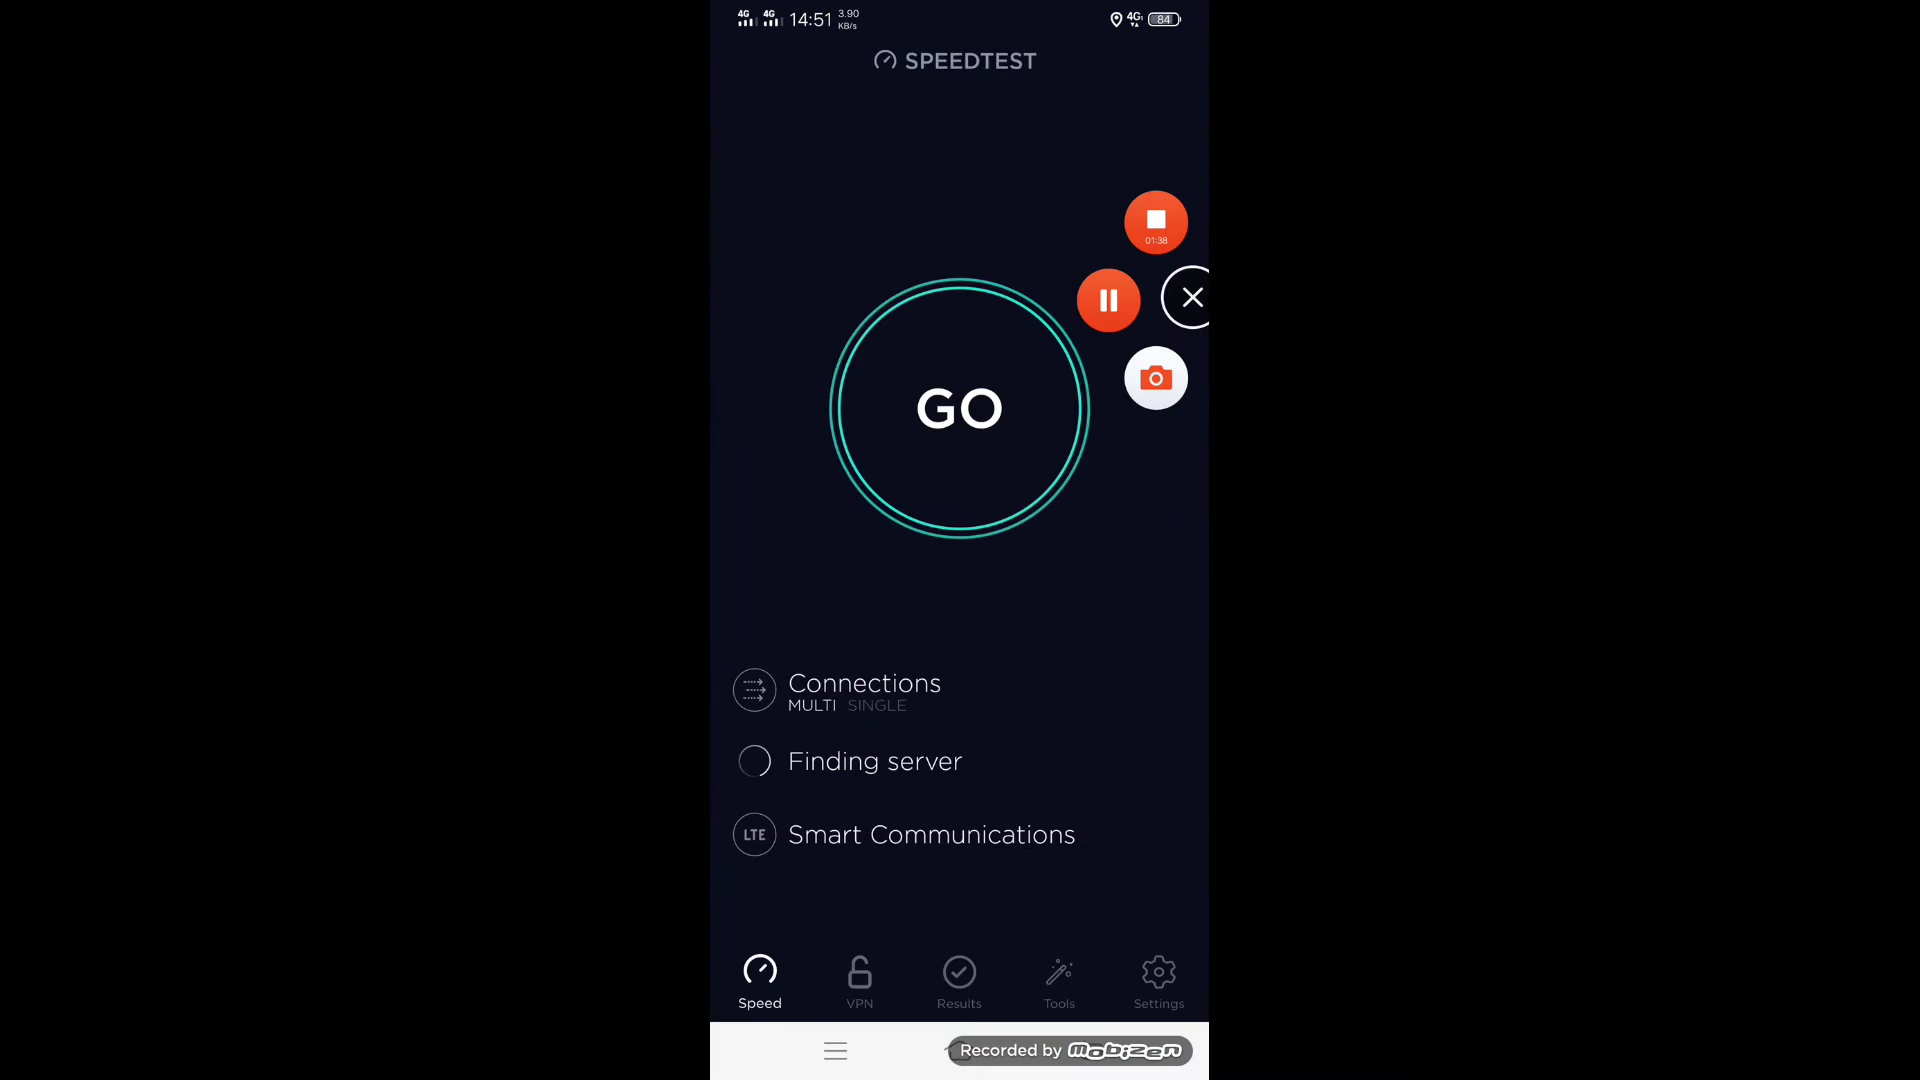 4G 4G 14:51 3.90 KB/s 4G 84
SPEEDTEST
01:38
GO
Connections
MULTI SINGLE
Finding server
LTE Smart Communications
Speed VPN Results Tools Settings
Recorded by mobizen